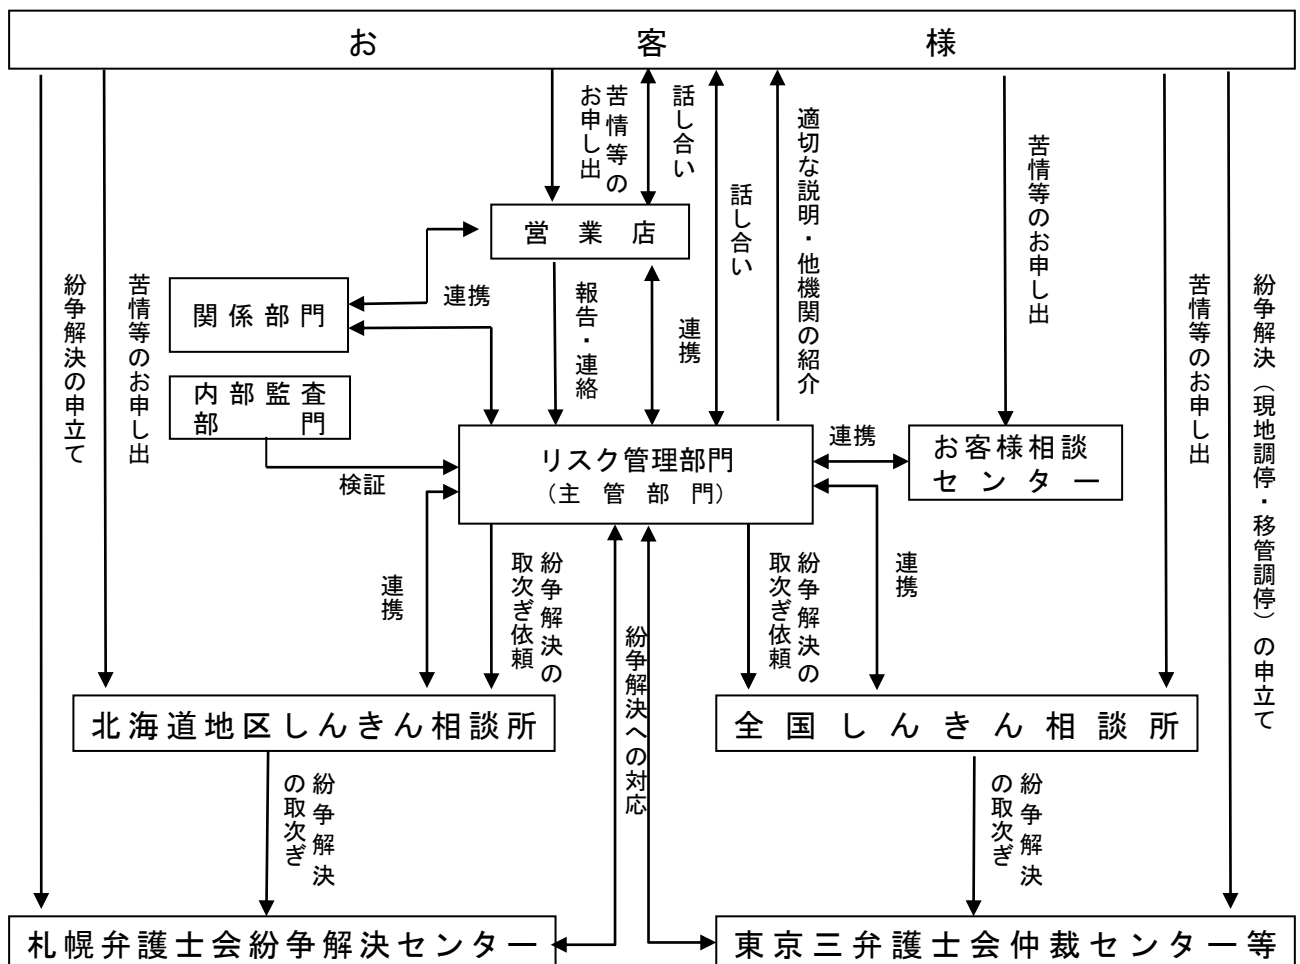 お客様
苦情等の
お申し出
話し合い
話し合い
適切な説明・他機関の紹介
苦情等のお申し出
営業店
紛争解決の申立て
苦情等のお申し出
関係部門
連携
報告・連絡
連携
苦情等のお申し出
紛争解決（現地調停・移管調停）の申立て
内部監査
部門
検証
リスク管理部門
（主管部門）
連携
お客様相談
センター
連携
紛争解決の
取次ぎ依頼
紛争解決への対応
紛争解決の
取次ぎ依頼
連携
北海道地区しんきん相談所
全国しんきん相談所
紛争解決
の取次ぎ
紛争解決
の取次ぎ
札幌弁護士会紛争解決センター
東京三弁護士会仲裁センター等